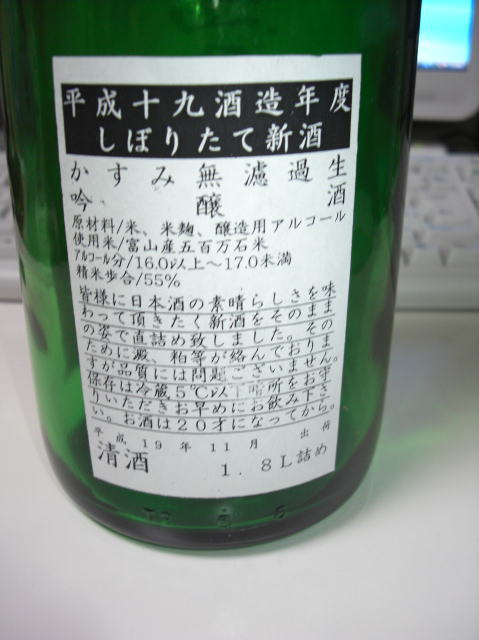 平成十九酒造年度
しぼりたて新酒
かすみ無濾過生
吟醸酒
原材料/米、米麹、醸造用アルコール
使用米/富山産五百万石米
アルコール分/16.0以上〜17.0未満
精米歩合/55%
皆様に日本酒の素晴らしさを味
わって頂きたく新酒をそのまま
の姿で直詰め致しました。その
ために澱、粕等が絡んでおりま
すが品質には問題ございません。
保存は冷蔵5℃以下暗所をお守
りいただきお早めにお飲み下さ
い。お酒は20才になってから。
平成19年11月 出荷
清酒 1.8L詰め